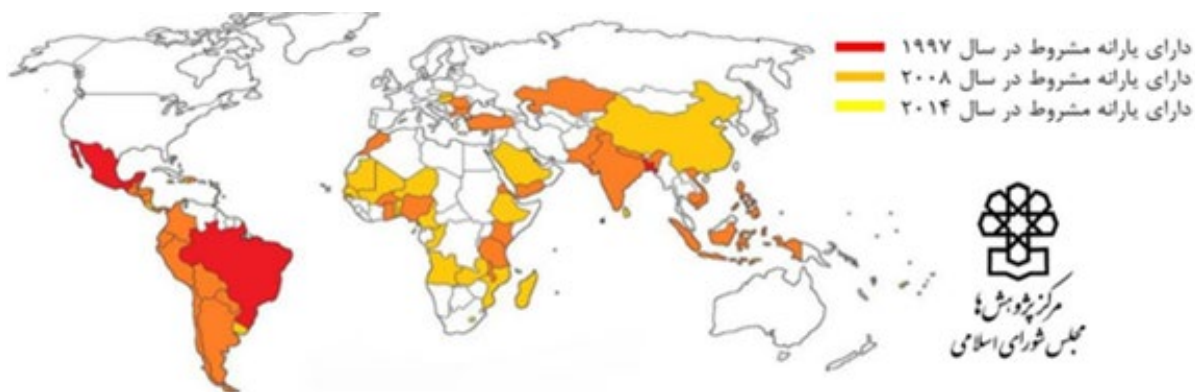 دارای یارانه مشروط در سال ۱۹۹۷
دارای یارانه مشروط در سال ۲۰۰۸
دارای یارانه مشروط در سال ۲۰۱۴
مرکز پژوهش‌ها
مجلس شورای اسلامی